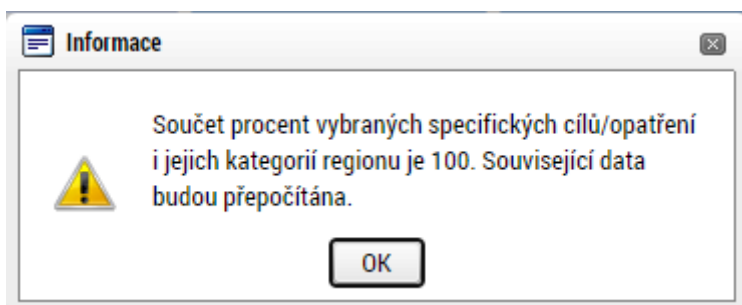 Informace
Součet procent vybraných specifických cílů/opatření
i jejich kategorií regionu je 100. Související data
budou přepočítána.
OK